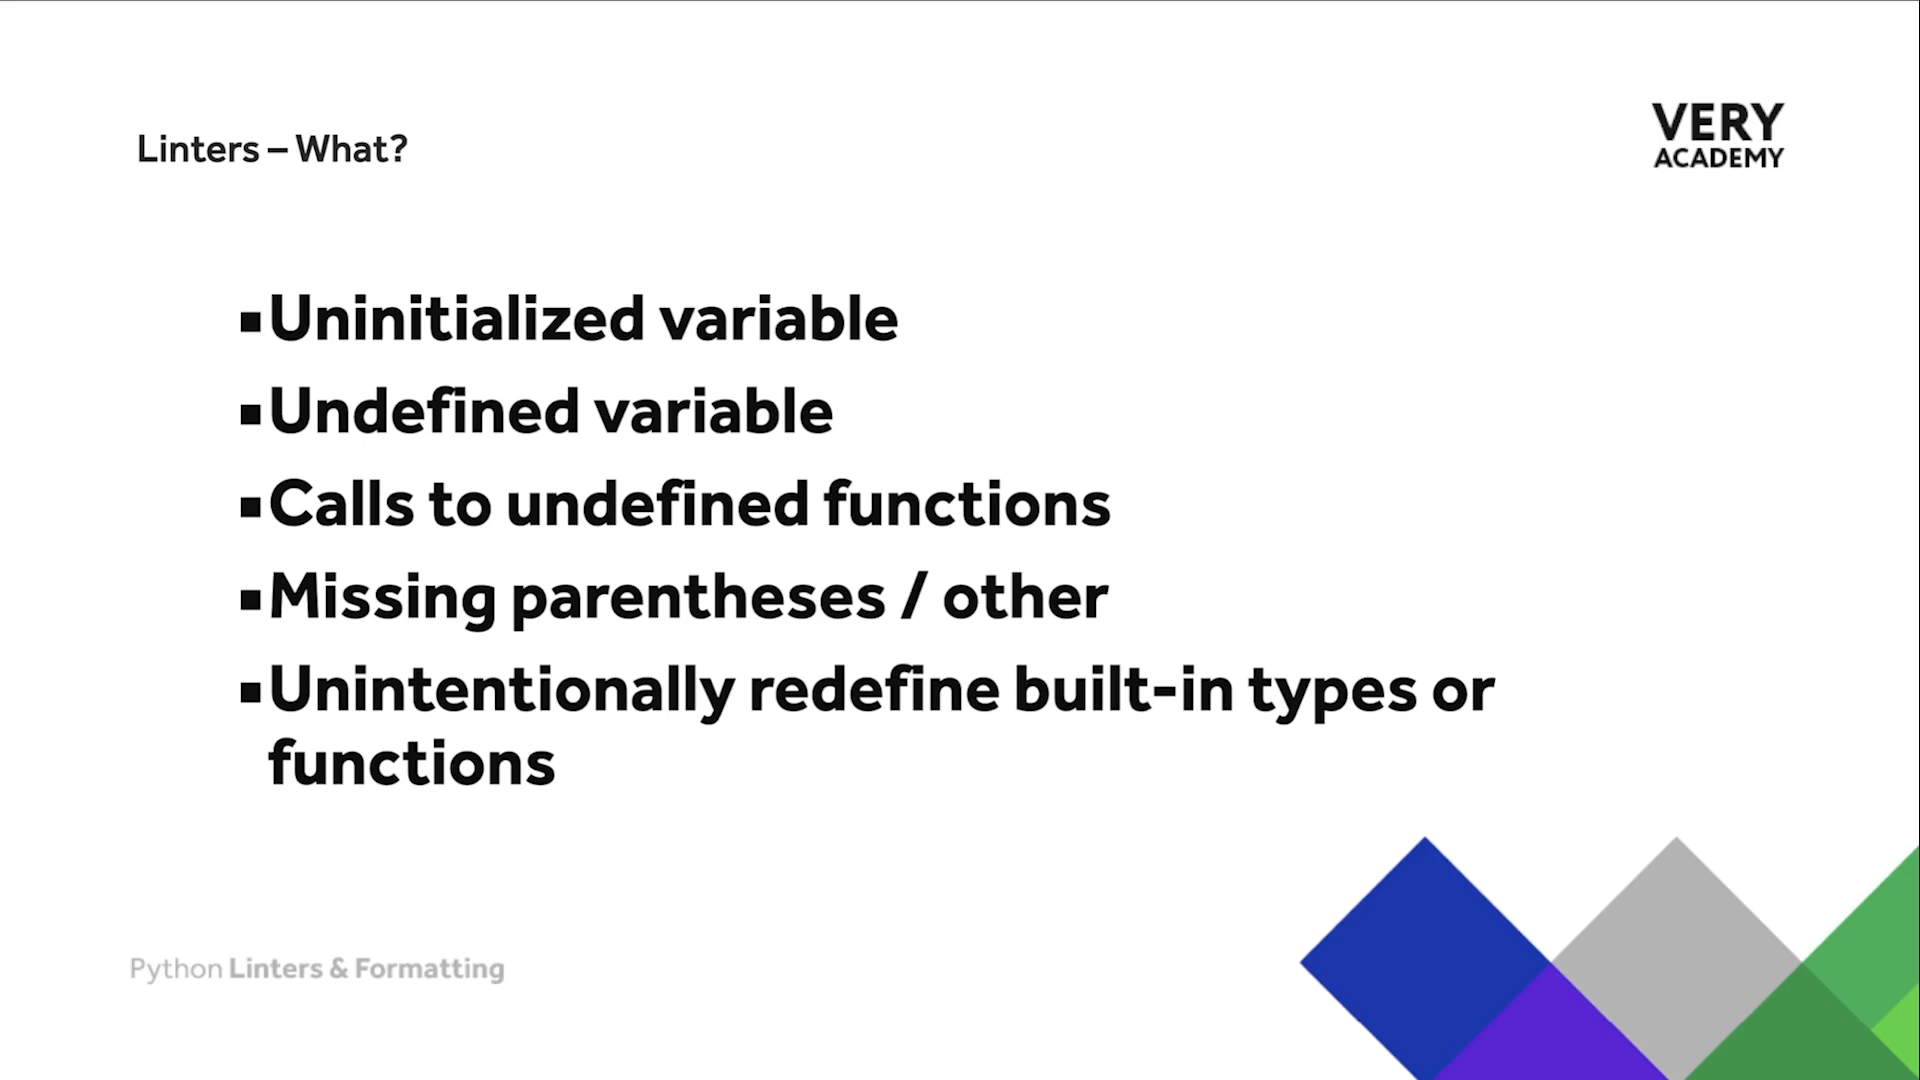 Linters – What?
VERY
ACADEMY
▪Uninitialized variable
▪Undefined variable
▪Calls to undefined functions
▪Missing parentheses / other
▪Unintentionally redefine built-in types or
functions
Python Linters & Formatting